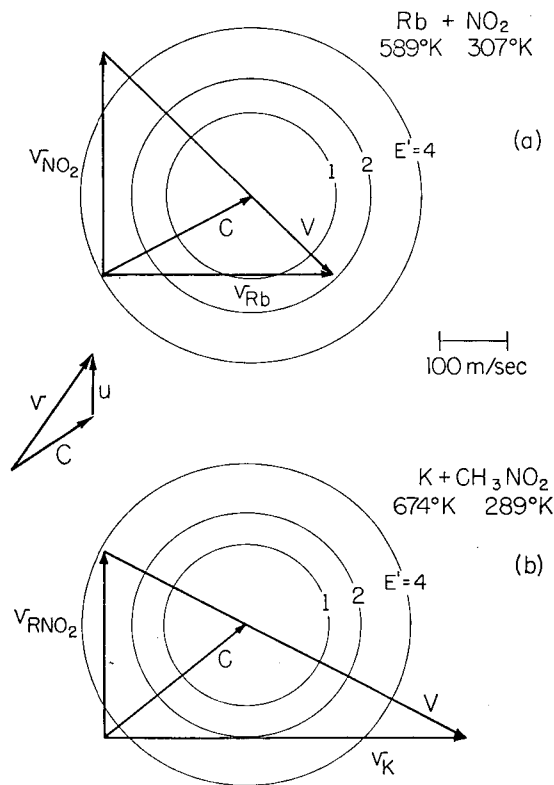 Rb + NO₂
589°K 307°K
(a)
E'=4
2
1
V_NO₂
C
V
V_Rb
100 m/sec
V
u
C
K + CH₃NO₂
674°K 289°K
(b)
E'=4
2
1
V_RNO₂
C
V
V_K